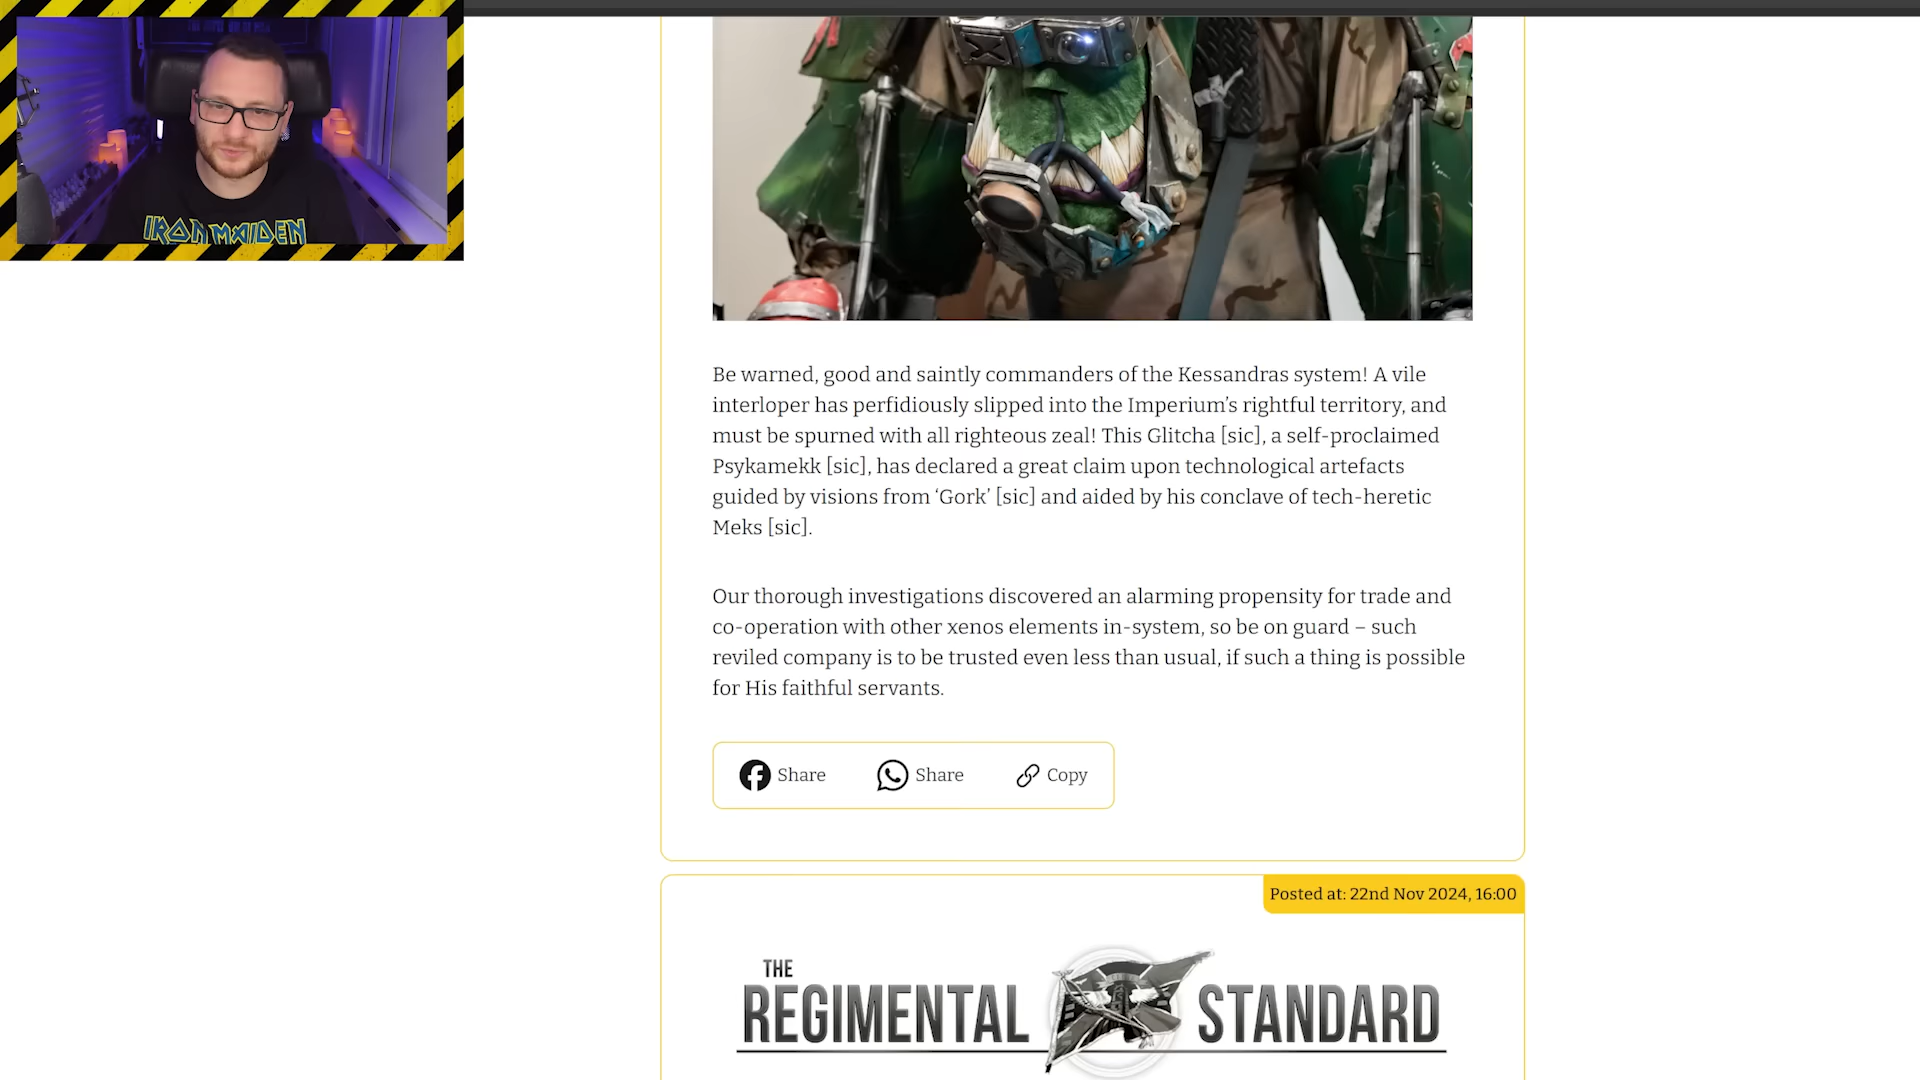 IRON MAIDEN
Be warned, good and saintly commanders of the Kessandras system! A vile
interloper has perfidiously slipped into the Imperium’s rightful territory, and
must be spurned with all righteous zeal! This Glitcha [sic], a self-proclaimed
Psykamekk [sic], has declared a great claim upon technological artefacts
guided by visions from ‘Gork’ [sic] and aided by his conclave of tech-heretic
Meks [sic].
Our thorough investigations discovered an alarming propensity for trade and
co-operation with other xenos elements in-system, so be on guard – such
reviled company is to be trusted even less than usual, if such a thing is possible
for His faithful servants.
Share Share Copy
Posted at: 22nd Nov 2024, 16:00
THE
REGIMENTAL STANDARD